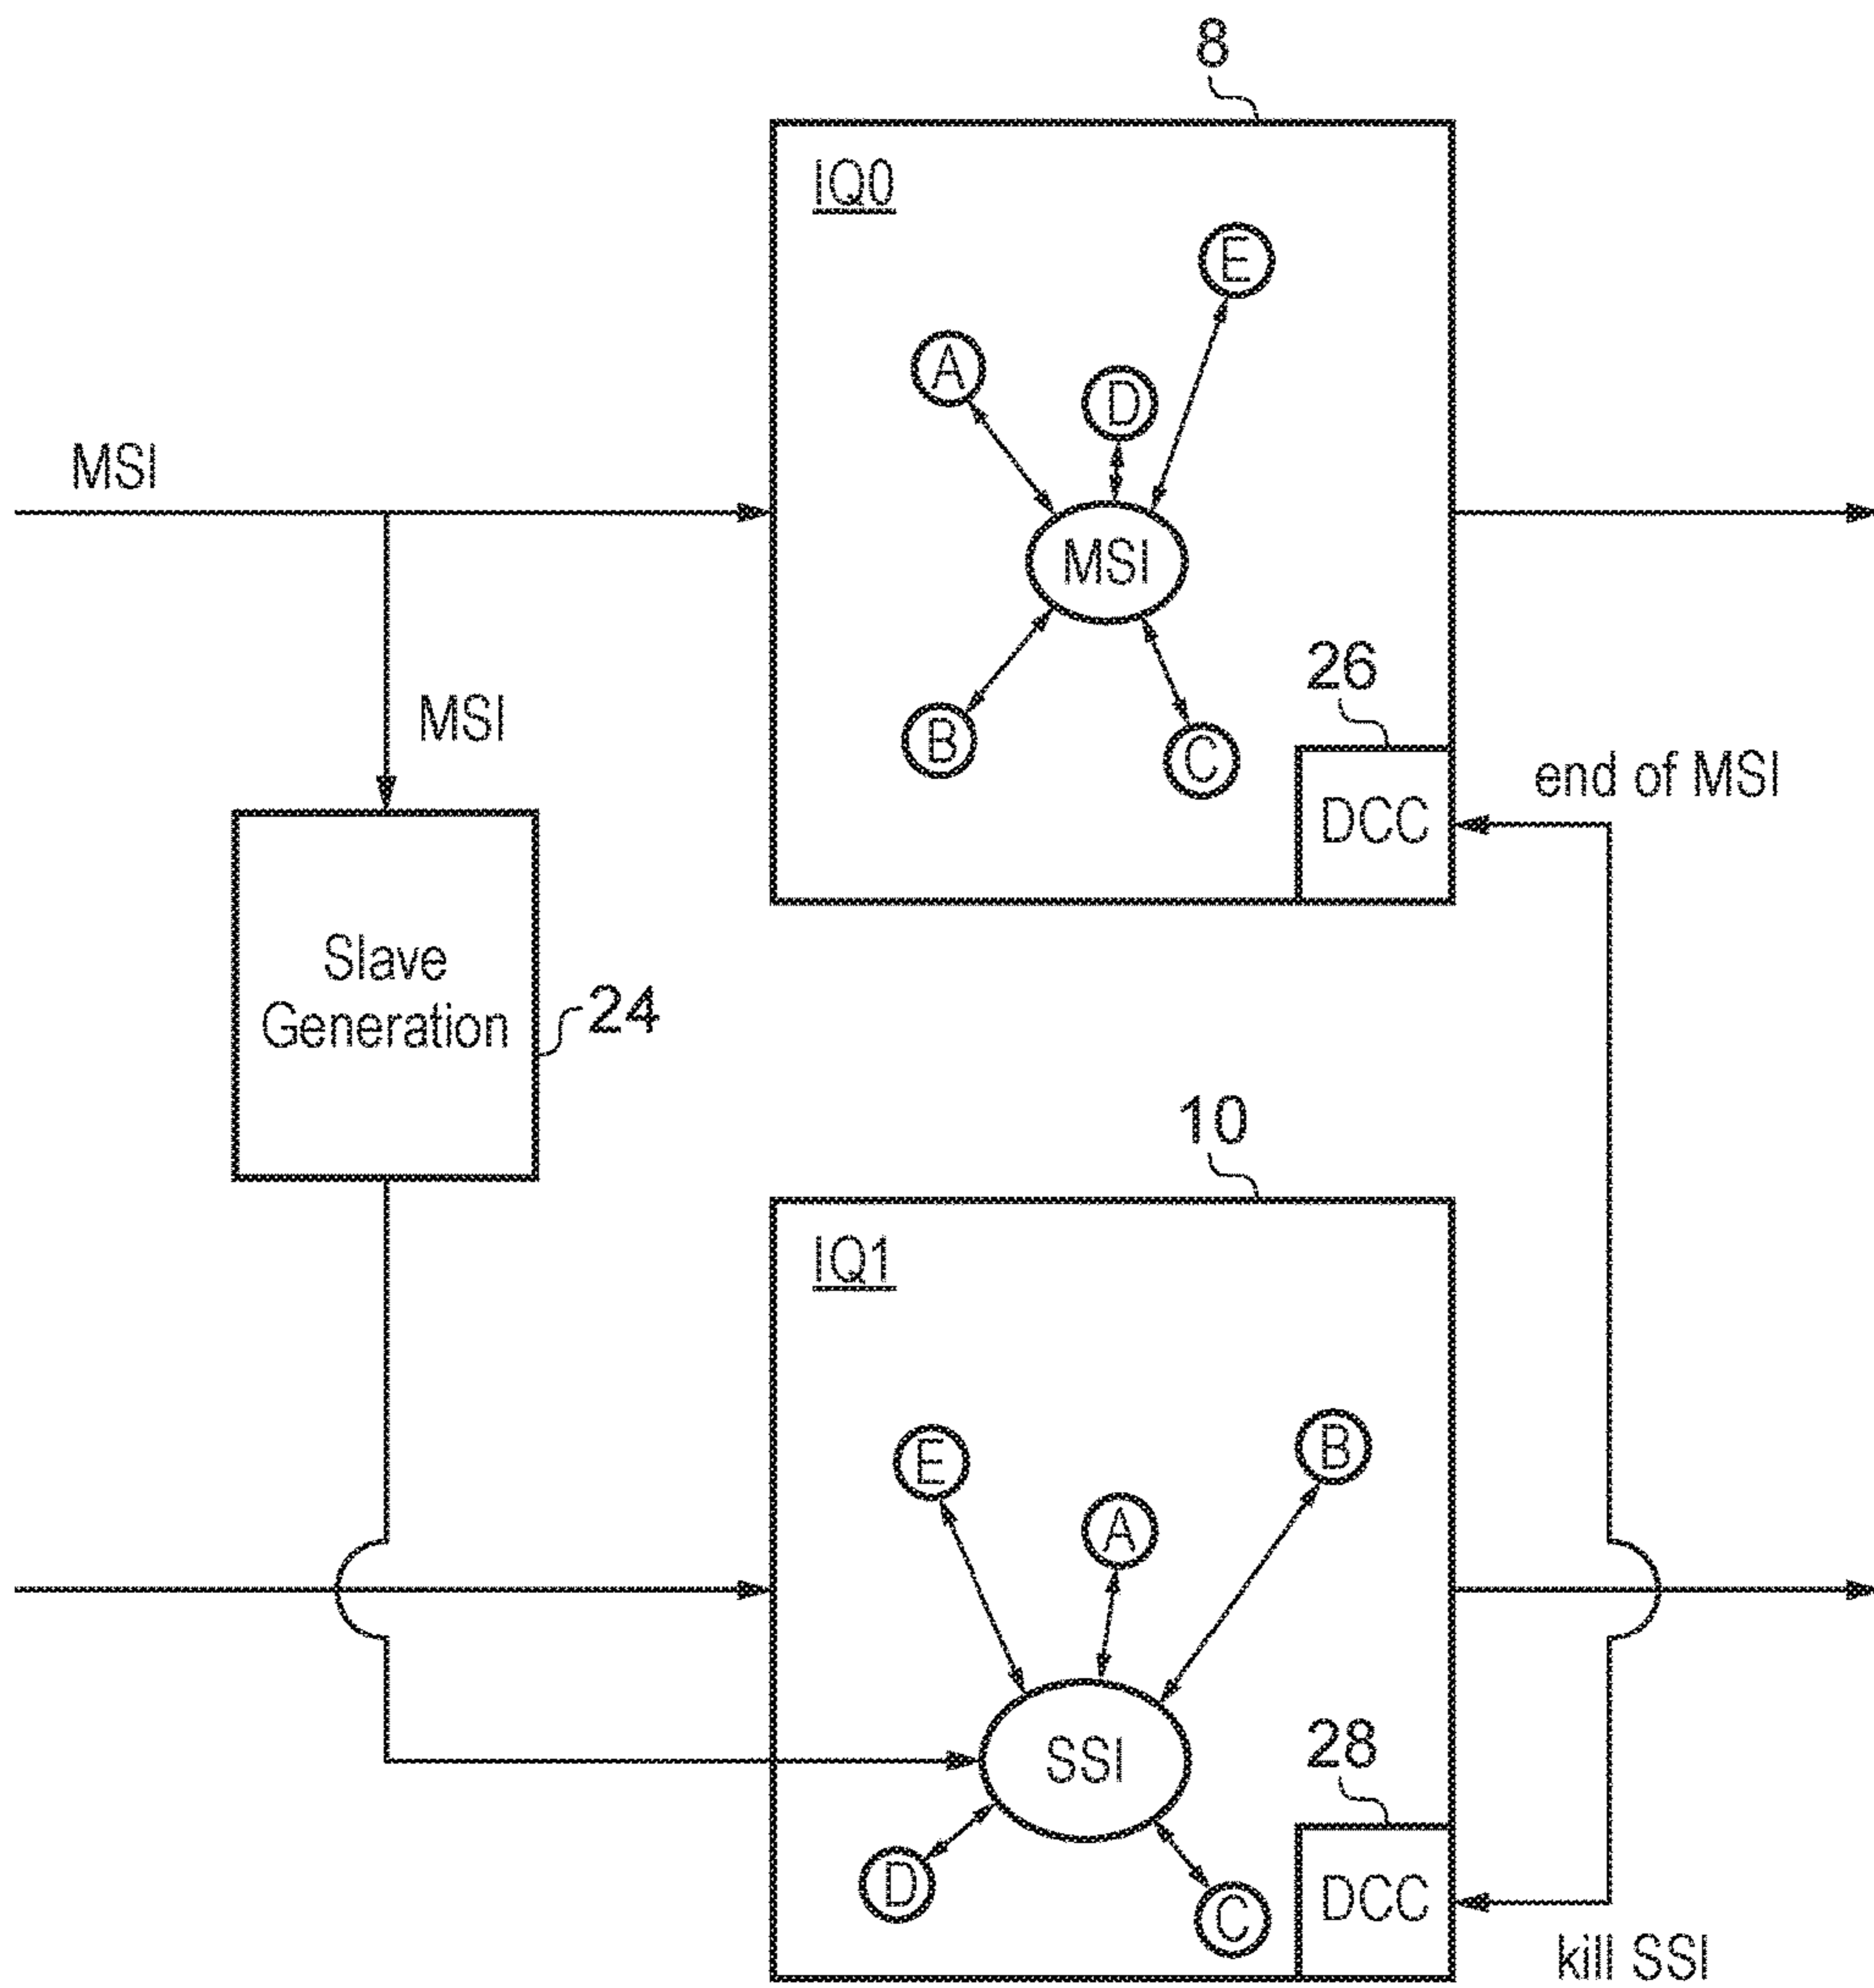 8
IQ0
E
A
D
MSI
MSI
B
C
26
DCC
end of MSI
MSI
Slave
Generation
24
10
IQ1
E
B
A
SSI
D
C
28
DCC
kill SSI